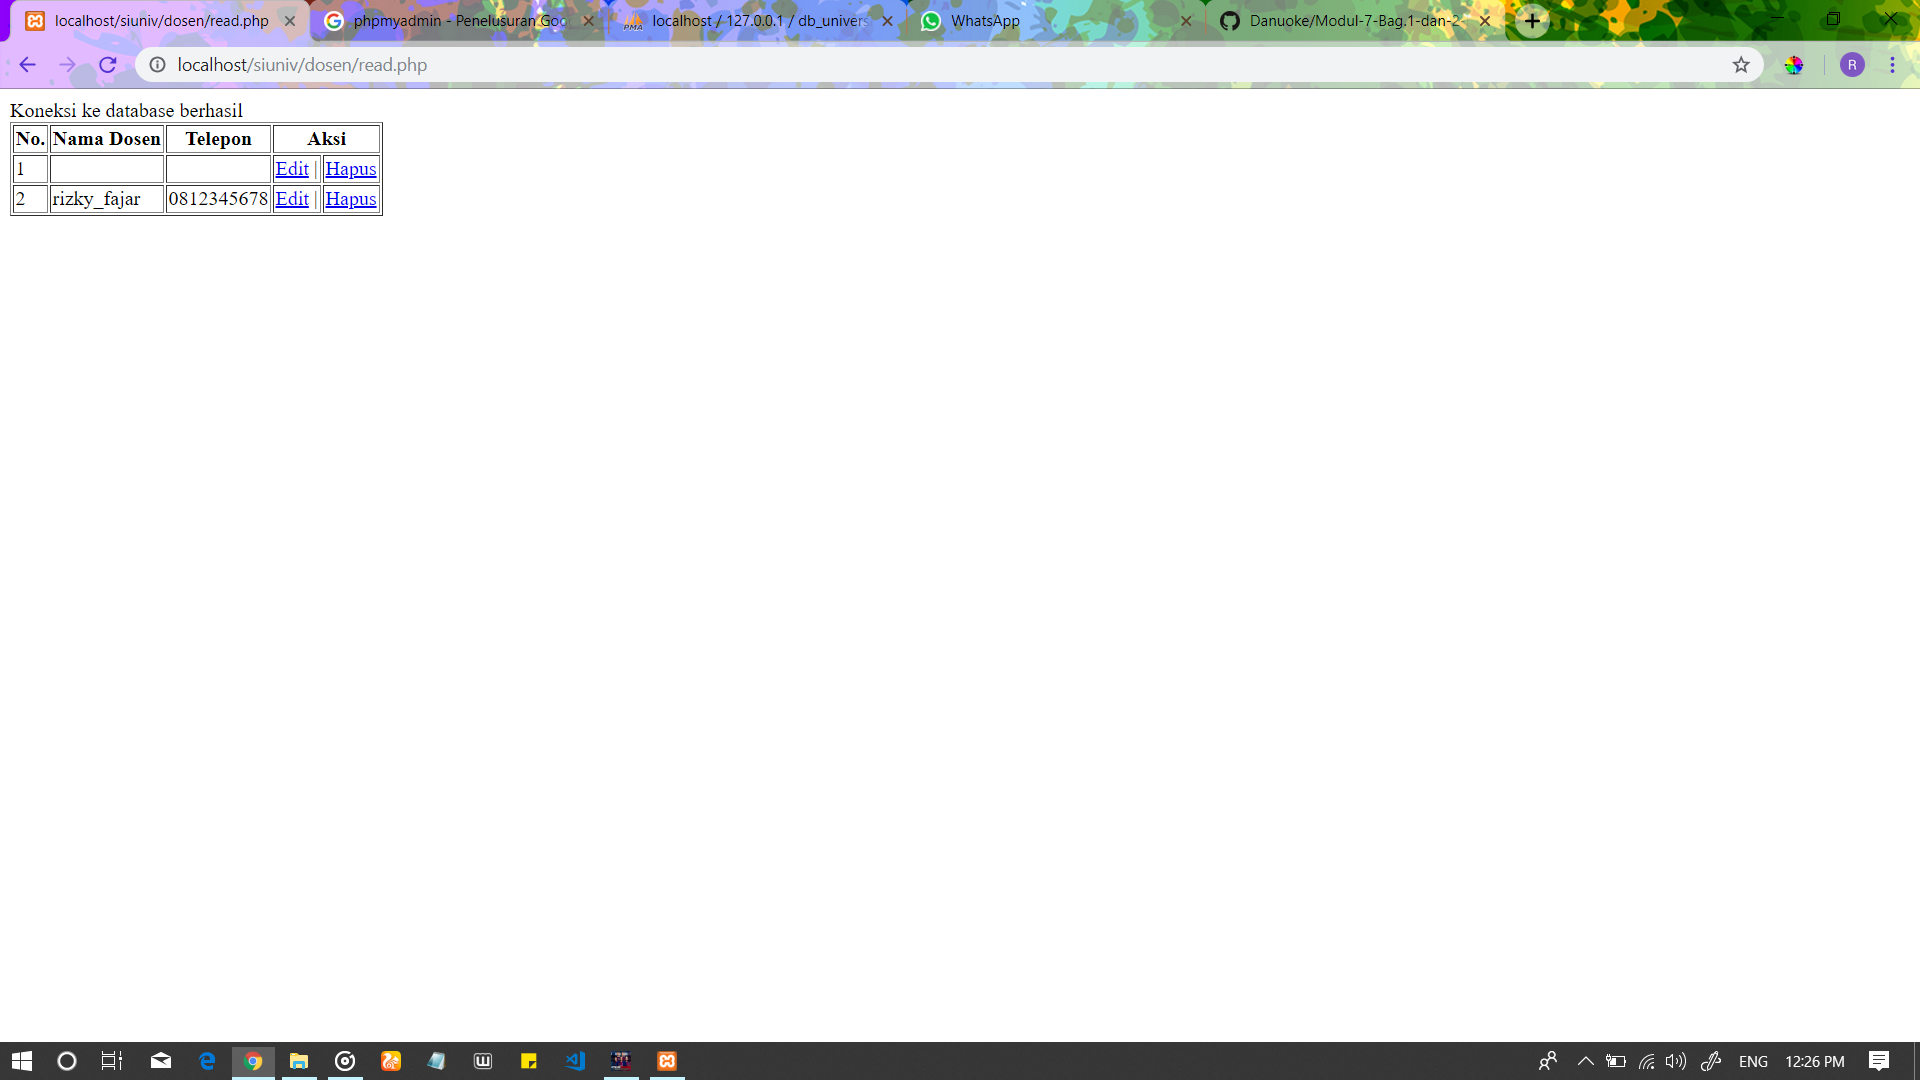 localhost/siuniv/dosen/read.php
phpmyadmin - Penelusuran Goo
localhost / 127.0.0.1 / db_univers
WhatsApp
Danuoke/Modul-7-Bag.1-dan-2-
localhost/siuniv/dosen/read.php
R
Koneksi ke database berhasil
No. Nama Dosen Telepon Aksi
1 Edit | Hapus
2 rizky_fajar 0812345678 Edit | Hapus
ENG 12:26 PM